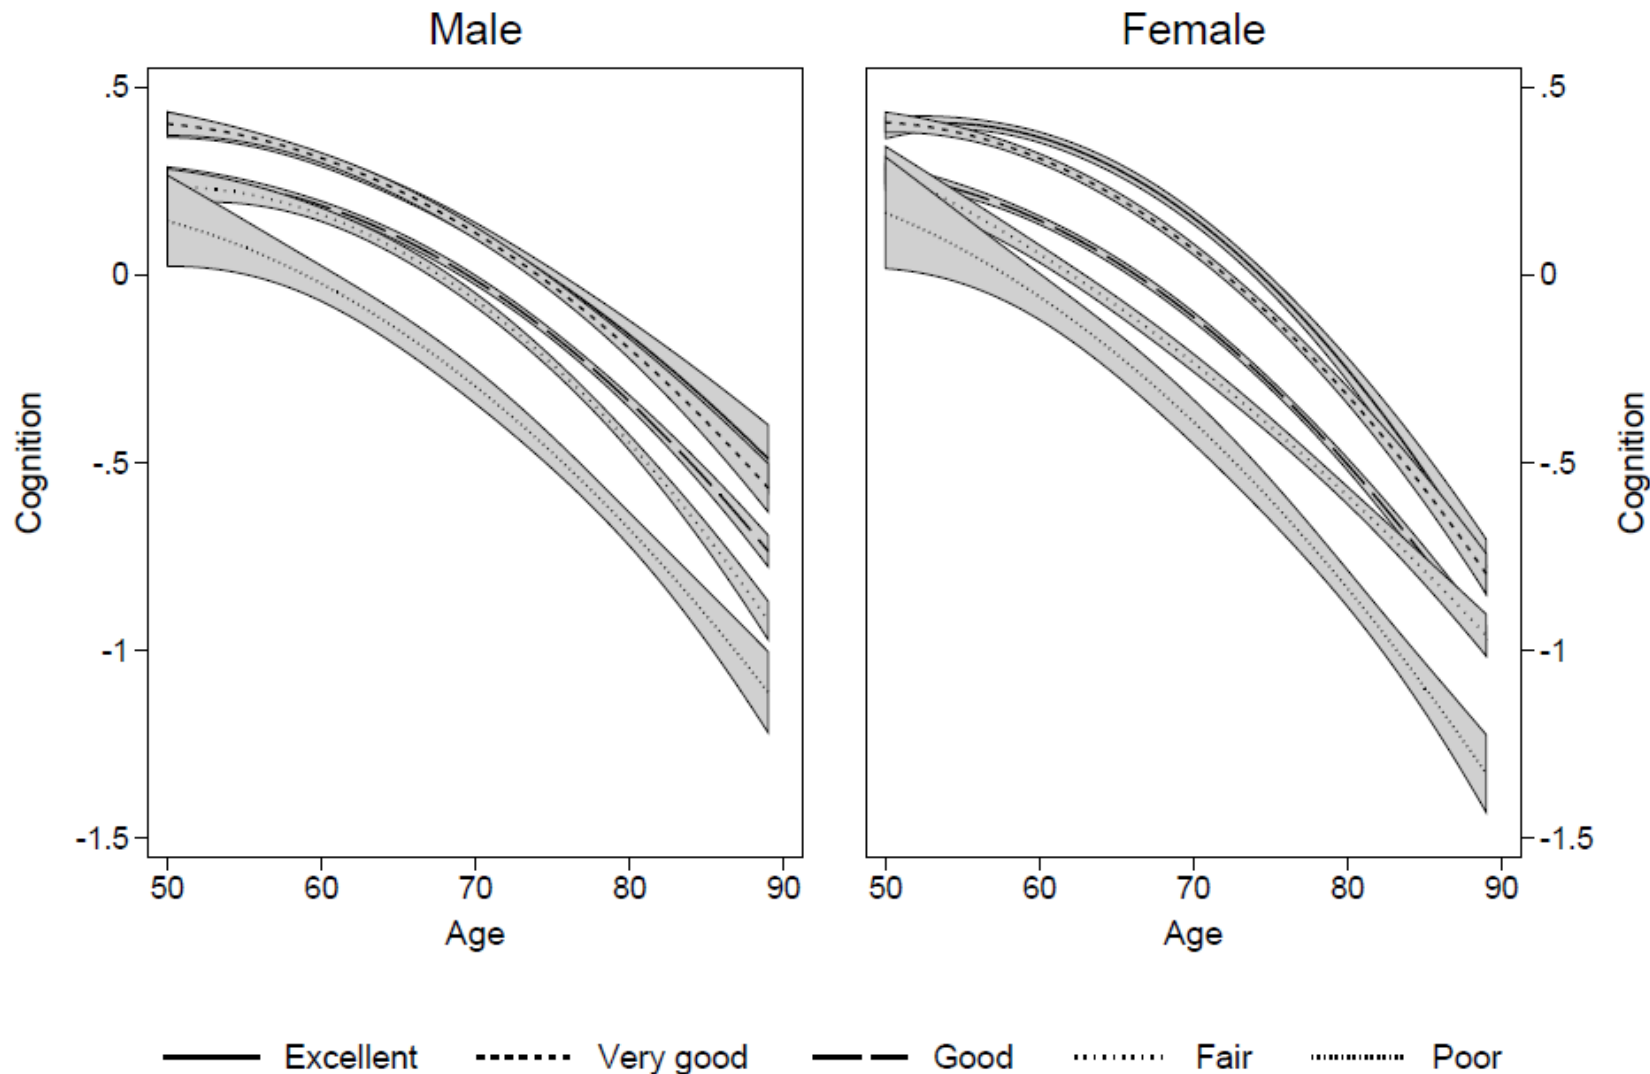 Male Female
.5 .5
0 0
-.5 -.5
-1 -1
-1.5 -1.5
Cognition Cognition
50 60 70 80 90 50 60 70 80 90
Age Age
Excellent Very good Good Fair Poor